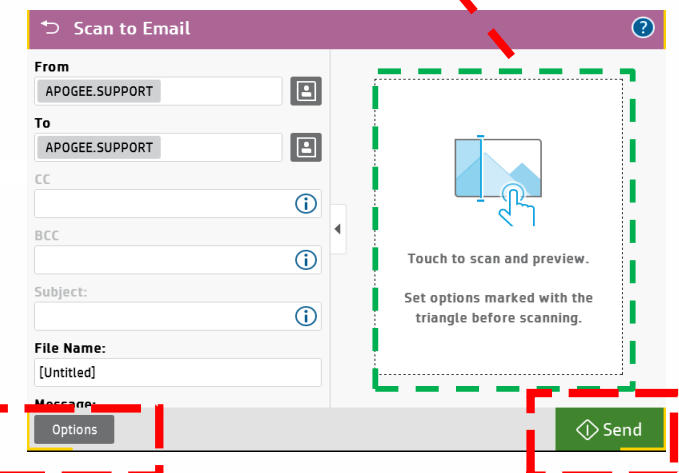 Scan to Email
?
From
APOGEE.SUPPORT
To
APOGEE.SUPPORT
CC
BCC
Subject:
File Name:
[Untitled]
Message:
Touch to scan and preview.
Set options marked with the
triangle before scanning.
Options
Send